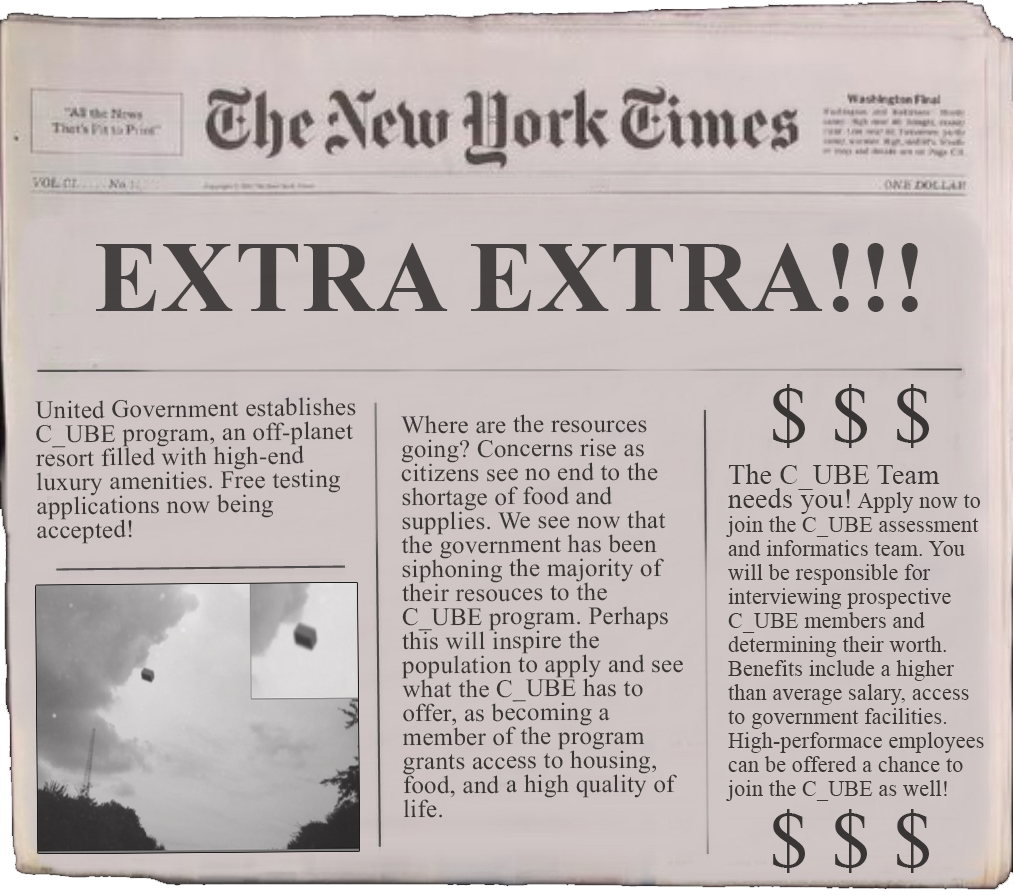 "All the News
That's Fit to Print"
The New York Times
Washington Final
VOL. CI..... No.
ONE DOLLAR
EXTRA EXTRA!!!
United Government establishes
C_UBE program, an off-planet
resort filled with high-end
luxury amenities. Free testing
applications now being
accepted!
Where are the resources
going? Concerns rise as
citizens see no end to the
shortage of food and
supplies. We see now that
the government has been
siphoning the majority of
their resouces to the
C_UBE program. Perhaps
this will inspire the
population to apply and see
what the C_UBE has to
offer, as becoming a
member of the program
grants access to housing,
food, and a high quality of
life.
$ $ $
The C_UBE Team
needs you! Apply now to
join the C_UBE assessment
and informatics team. You
will be responsible for
interviewing prospective
C_UBE members and
determining their worth.
Benefits include a higher
than average salary, access
to government facilities.
High-performace employees
can be offered a chance to
join the C_UBE as well!
$ $ $